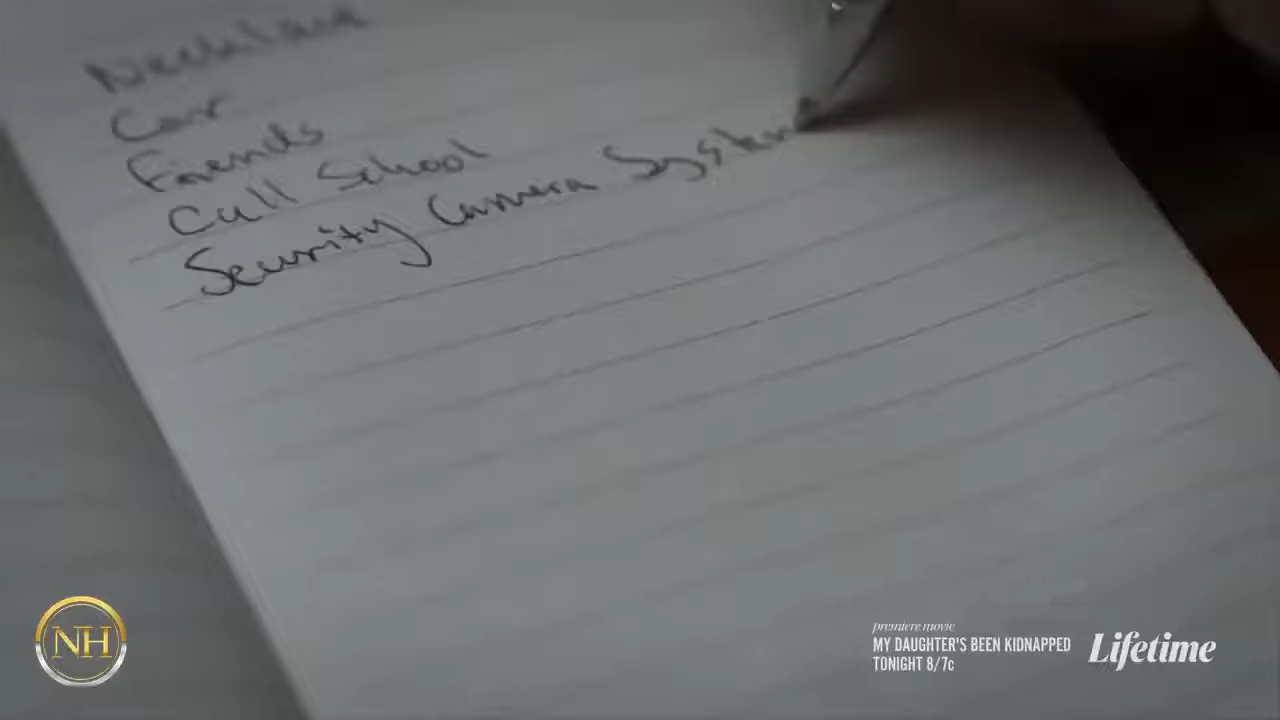 Necklace
Car
Friends
Call School
Security Camera System
NH
premiere movie
MY DAUGHTER'S BEEN KIDNAPPED
TONIGHT 8/7c
Lifetime